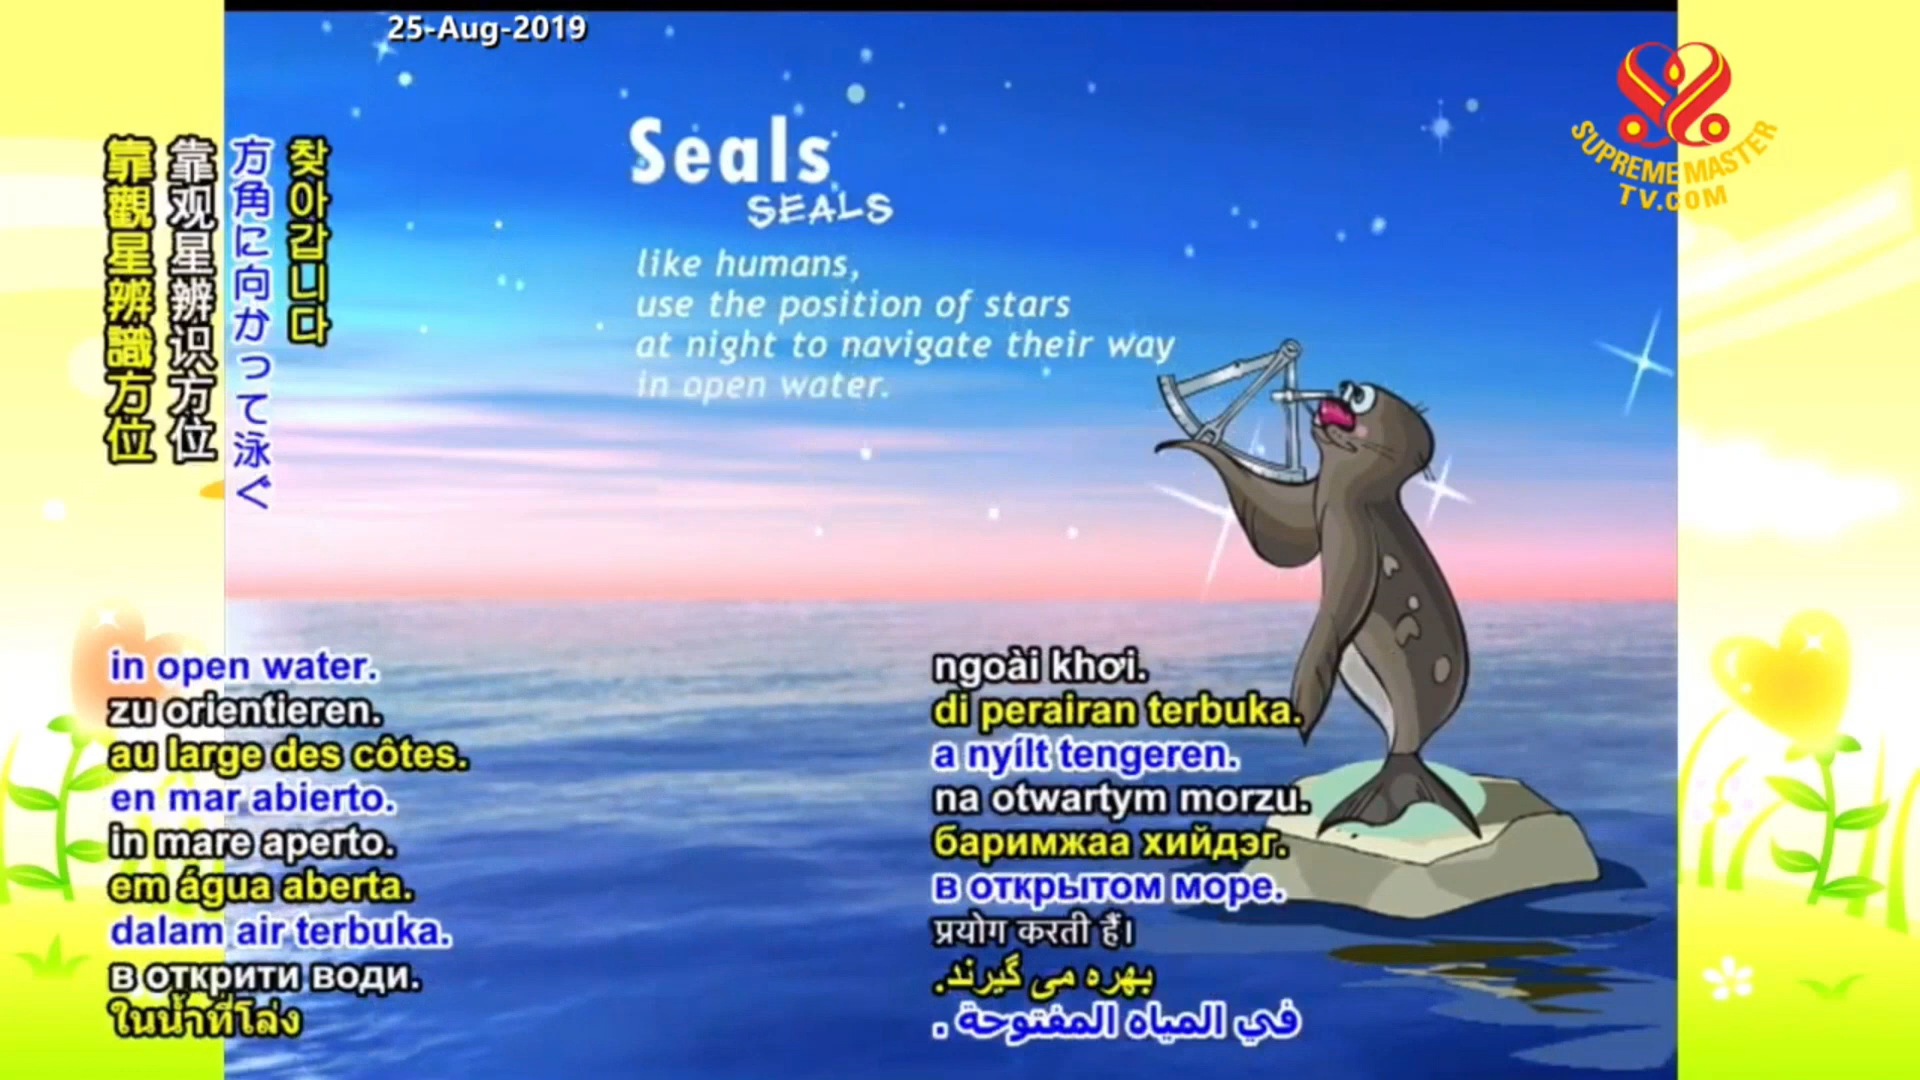 25-Aug-2019
SUPREME MASTER
TV.COM
Seals
SEALS
like humans,
use the position of stars
at night to navigate their way
in open water.
찾아갑니다
方角に向かって泳ぐ
靠观星辨识方位
靠觀星辨識方位
in open water.
zu orientieren.
au large des côtes.
en mar abierto.
in mare aperto.
em água aberta.
dalam air terbuka.
в открити води.
ในน้ำที่โล่ง
ngoài khơi.
di perairan terbuka.
a nyílt tengeren.
na otwartym morzu.
баримжаа хийдэг.
в открытом море.
प्रयोग करती हैं।
بهره می گیرند.
في المياه المفتوحة .